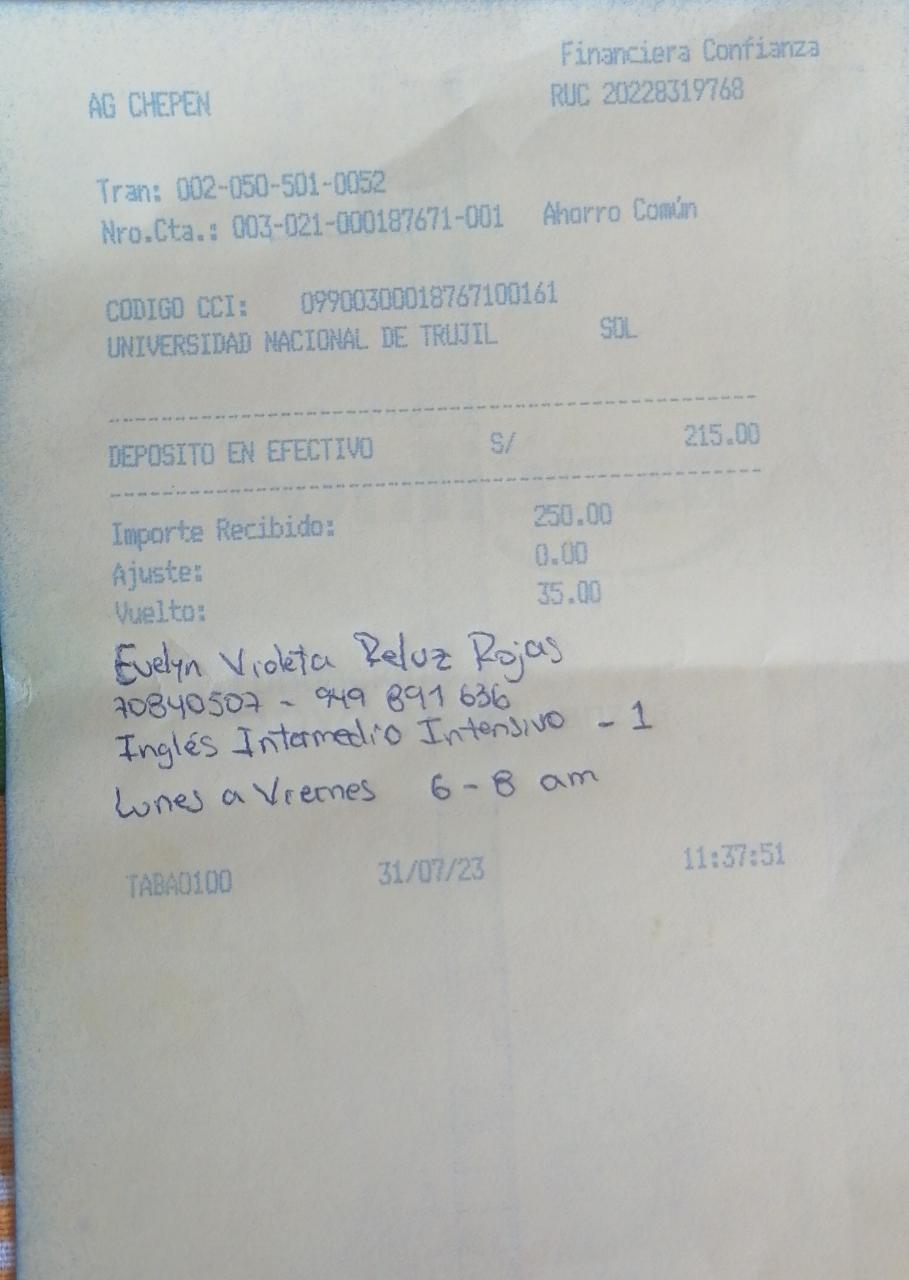 Financiera Confianza
AG CHEPEN RUC 20228319768
Tran: 002-050-501-0052
Nro.Cta.: 003-021-000187671-001 Ahorro Común
CODIGO CCI: 09900300018767100161
UNIVERSIDAD NACIONAL DE TRUJIL SOL
DEPOSITO EN EFECTIVO S/ 215.00
Importe Recibido: 250.00
Ajuste: 0.00
Vuelto: 35.00
Evelyn Violeta Reluz Rojas
70840507 - 949 891 636
Inglés Intermedio Intensivo - 1
Lunes a Viernes 6 - 8 am
TABA0100 31/07/23 11:37:51